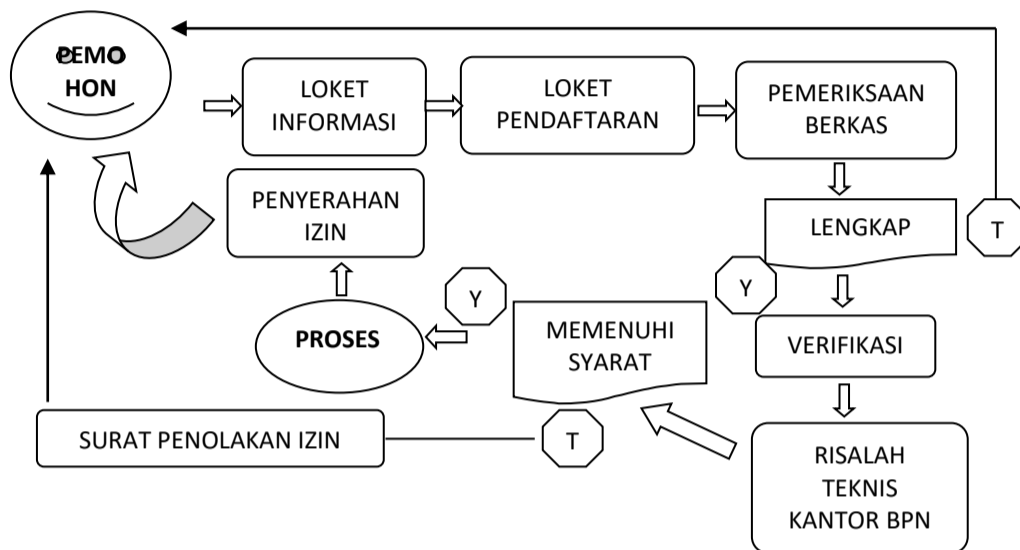 PEMO
HON
LOKET
INFORMASI
LOKET
PENDAFTARAN
PEMERIKSAAN
BERKAS
PENYERAHAN
IZIN
LENGKAP
T
Y
Y
PROSES
MEMENUHI
SYARAT
VERIFIKASI
SURAT PENOLAKAN IZIN
T
RISALAH
TEKNIS
KANTOR BPN